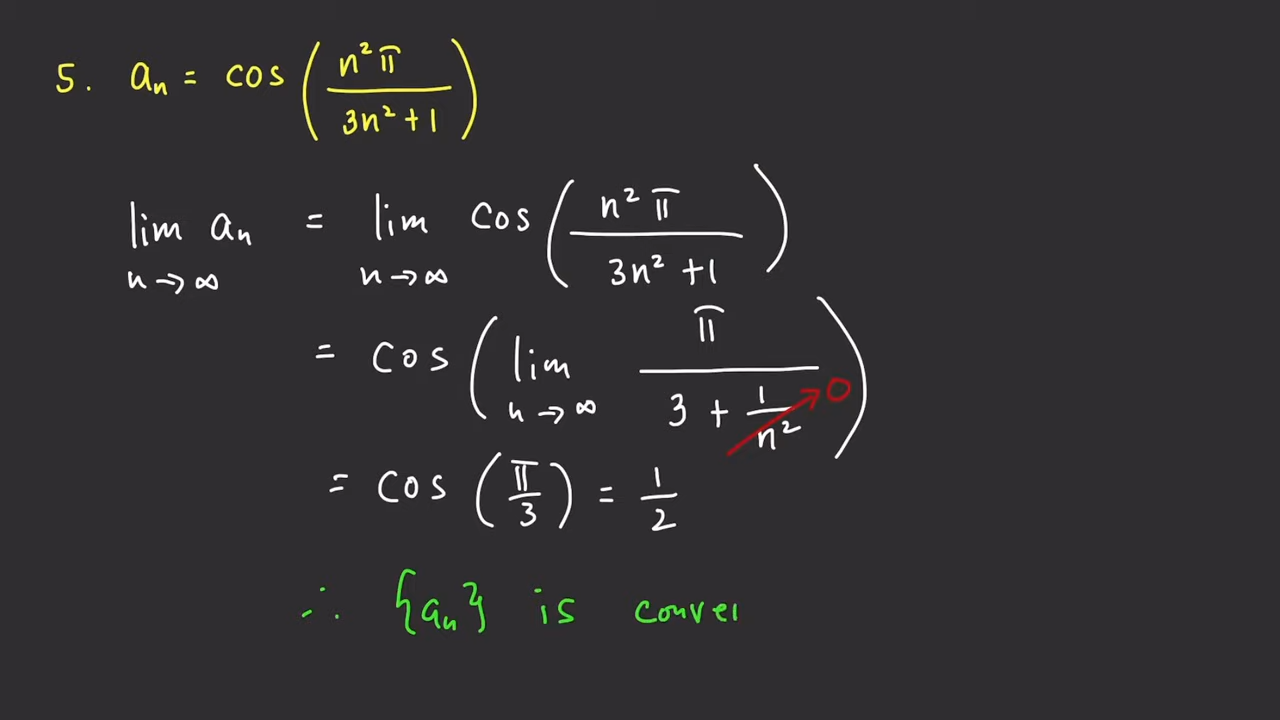 5. aₙ = cos(n²π / 3n²+1)
lim n→∞ aₙ = lim n→∞ cos(n²π / 3n²+1)
= cos(lim n→∞ π / 3 + 1/n² → 0)
= cos(π/3) = 1/2
∴ {aₙ} is conver